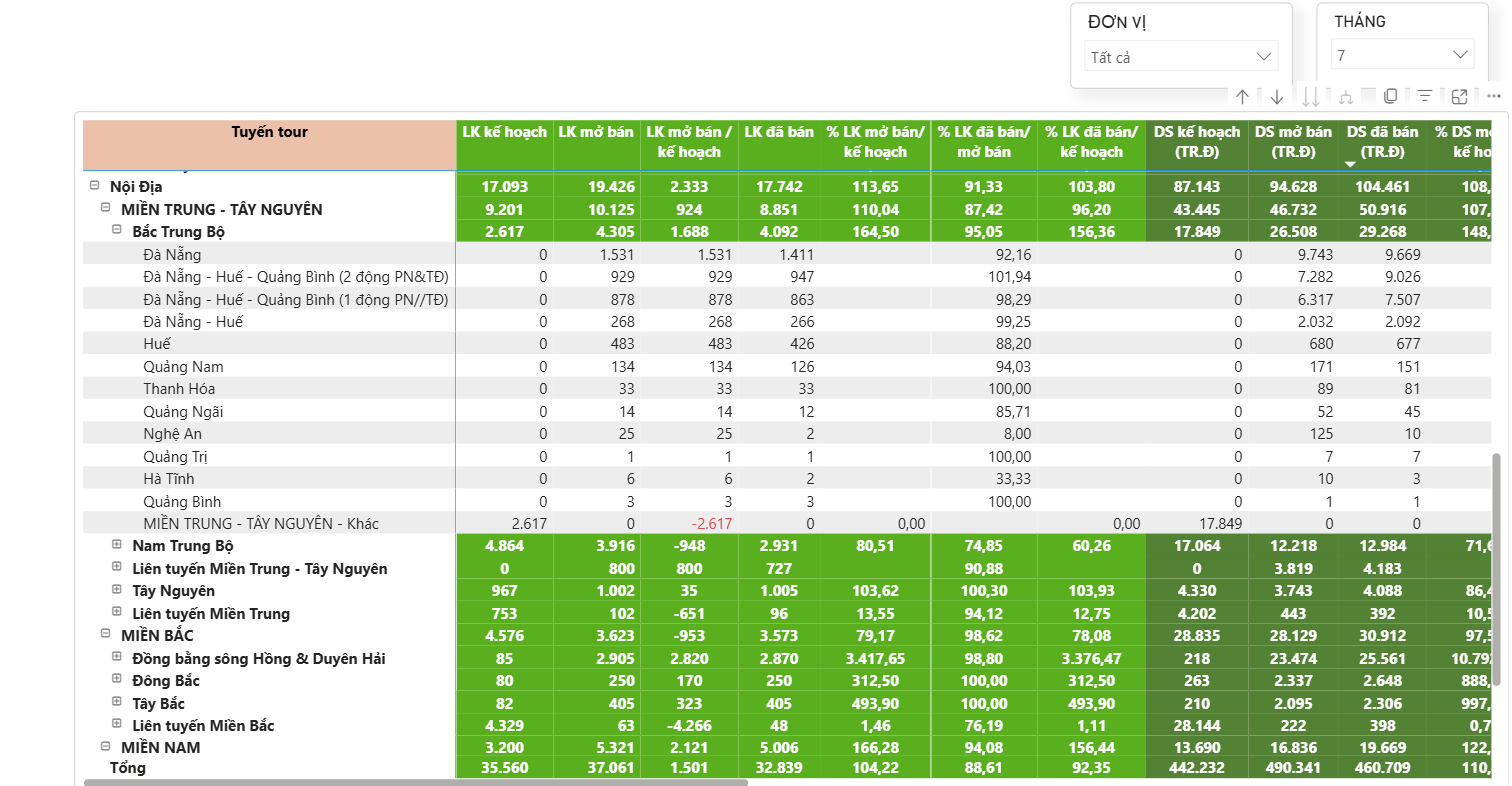 ĐƠN VỊ
Tất cả
THÁNG
7
Tuyến tour LK kế hoạch LK mở bán LK mở bán / kế hoạch LK đã bán % LK mở bán/ kế hoạch % LK đã bán/ mở bán % LK đã bán/ kế hoạch DS kế hoạch (TR.Đ) DS mở bán (TR.Đ) DS đã bán (TR.Đ) % DS
Nội Địa 17.093 19.426 2.333 17.742 113,65 91,33 103,80 87.143 94.628 104.461 108,
MIỀN TRUNG - TÂY NGUYÊN 9.201 10.125 924 8.851 110,04 87,42 96,20 43.445 46.732 50.916 107,
Bắc Trung Bộ 2.617 4.305 1.688 4.092 164,50 95,05 156,36 17.849 26.508 29.268 148,
Đà Nẵng 0 1.531 1.531 1.411 92,16 0 9.743 9.669
Đà Nẵng - Huế - Quảng Bình (2 động PN&TĐ) 0 929 929 947 101,94 0 7.282 9.026
Đà Nẵng - Huế - Quảng Bình (1 động PN//TĐ) 0 878 878 863 98,29 0 6.317 7.507
Đà Nẵng - Huế 0 268 268 266 99,25 0 2.032 2.092
Huế 0 483 483 426 88,20 0 680 677
Quảng Nam 0 134 134 126 94,03 0 171 151
Thanh Hóa 0 33 33 33 100,00 0 89 81
Quảng Ngãi 0 14 14 12 85,71 0 52 45
Nghệ An 0 25 25 2 8,00 0 125 10
Quảng Trị 0 1 1 1 100,00 0 7 7
Hà Tĩnh 0 6 6 2 33,33 0 10 3
Quảng Bình 0 3 3 3 100,00 0 1 1
MIỀN TRUNG - TÂY NGUYÊN - Khác 2.617 0 -2.617 0 0,00 0,00 17.849 0 0
Nam Trung Bộ 4.864 3.916 -948 2.931 80,51 74,85 60,26 17.064 12.218 12.984 71,
Liên tuyến Miền Trung - Tây Nguyên 0 800 800 727 90,88 0 3.819 4.183
Tây Nguyên 967 1.002 35 1.005 103,62 100,30 103,93 4.330 3.743 4.088 86,
Liên tuyến Miền Trung 753 102 -651 96 13,55 94,12 12,75 4.202 443 392 10,
MIỀN BẮC 4.576 3.623 -953 3.573 79,17 98,62 78,08 28.835 28.129 30.912 97,
Đồng bằng sông Hồng & Duyên Hải 85 2.905 2.820 2.870 3.417,65 98,80 3.376,47 218 23.474 25.561 10.79
Đông Bắc 80 250 170 250 312,50 100,00 312,50 263 2.337 2.648 888,
Tây Bắc 82 405 323 405 493,90 100,00 493,90 210 2.095 2.306 997,
Liên tuyến Miền Bắc 4.329 63 -4.266 48 1,46 76,19 1,11 28.144 222 398 0,7
MIỀN NAM 3.200 5.321 2.121 5.006 166,28 94,08 156,44 13.690 16.836 19.669 122,
Tổng 35.560 37.061 1.501 32.839 104,22 88,61 92,35 442.232 490.341 460.709 110,